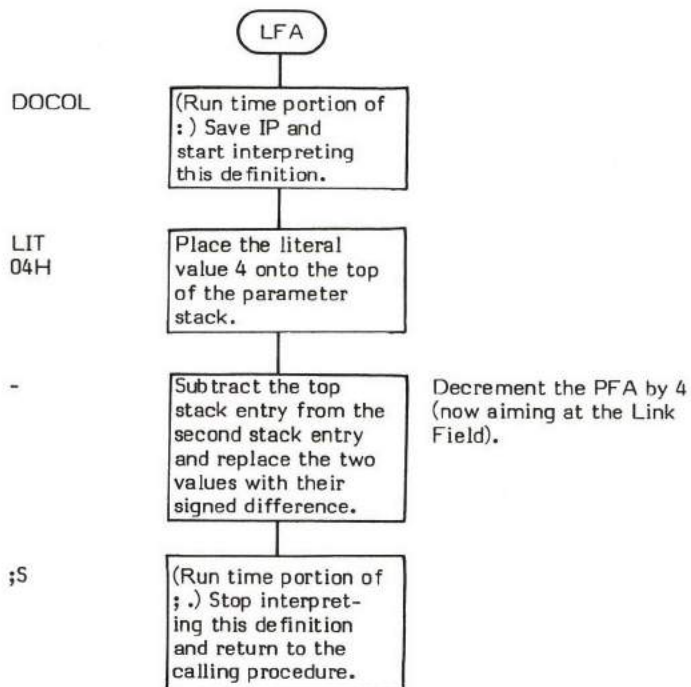 LFA
DOCOL
(Run time portion of
: ) Save IP and
start interpreting
this definition.
LIT
04H
Place the literal
value 4 onto the top
of the parameter
stack.
-
Subtract the top
stack entry from the
second stack entry
and replace the two
values with their
signed difference.
Decrement the PFA by 4
(now aiming at the Link
Field).
;S
(Run time portion of
; .) Stop interpret-
ing this definition
and return to the
calling procedure.